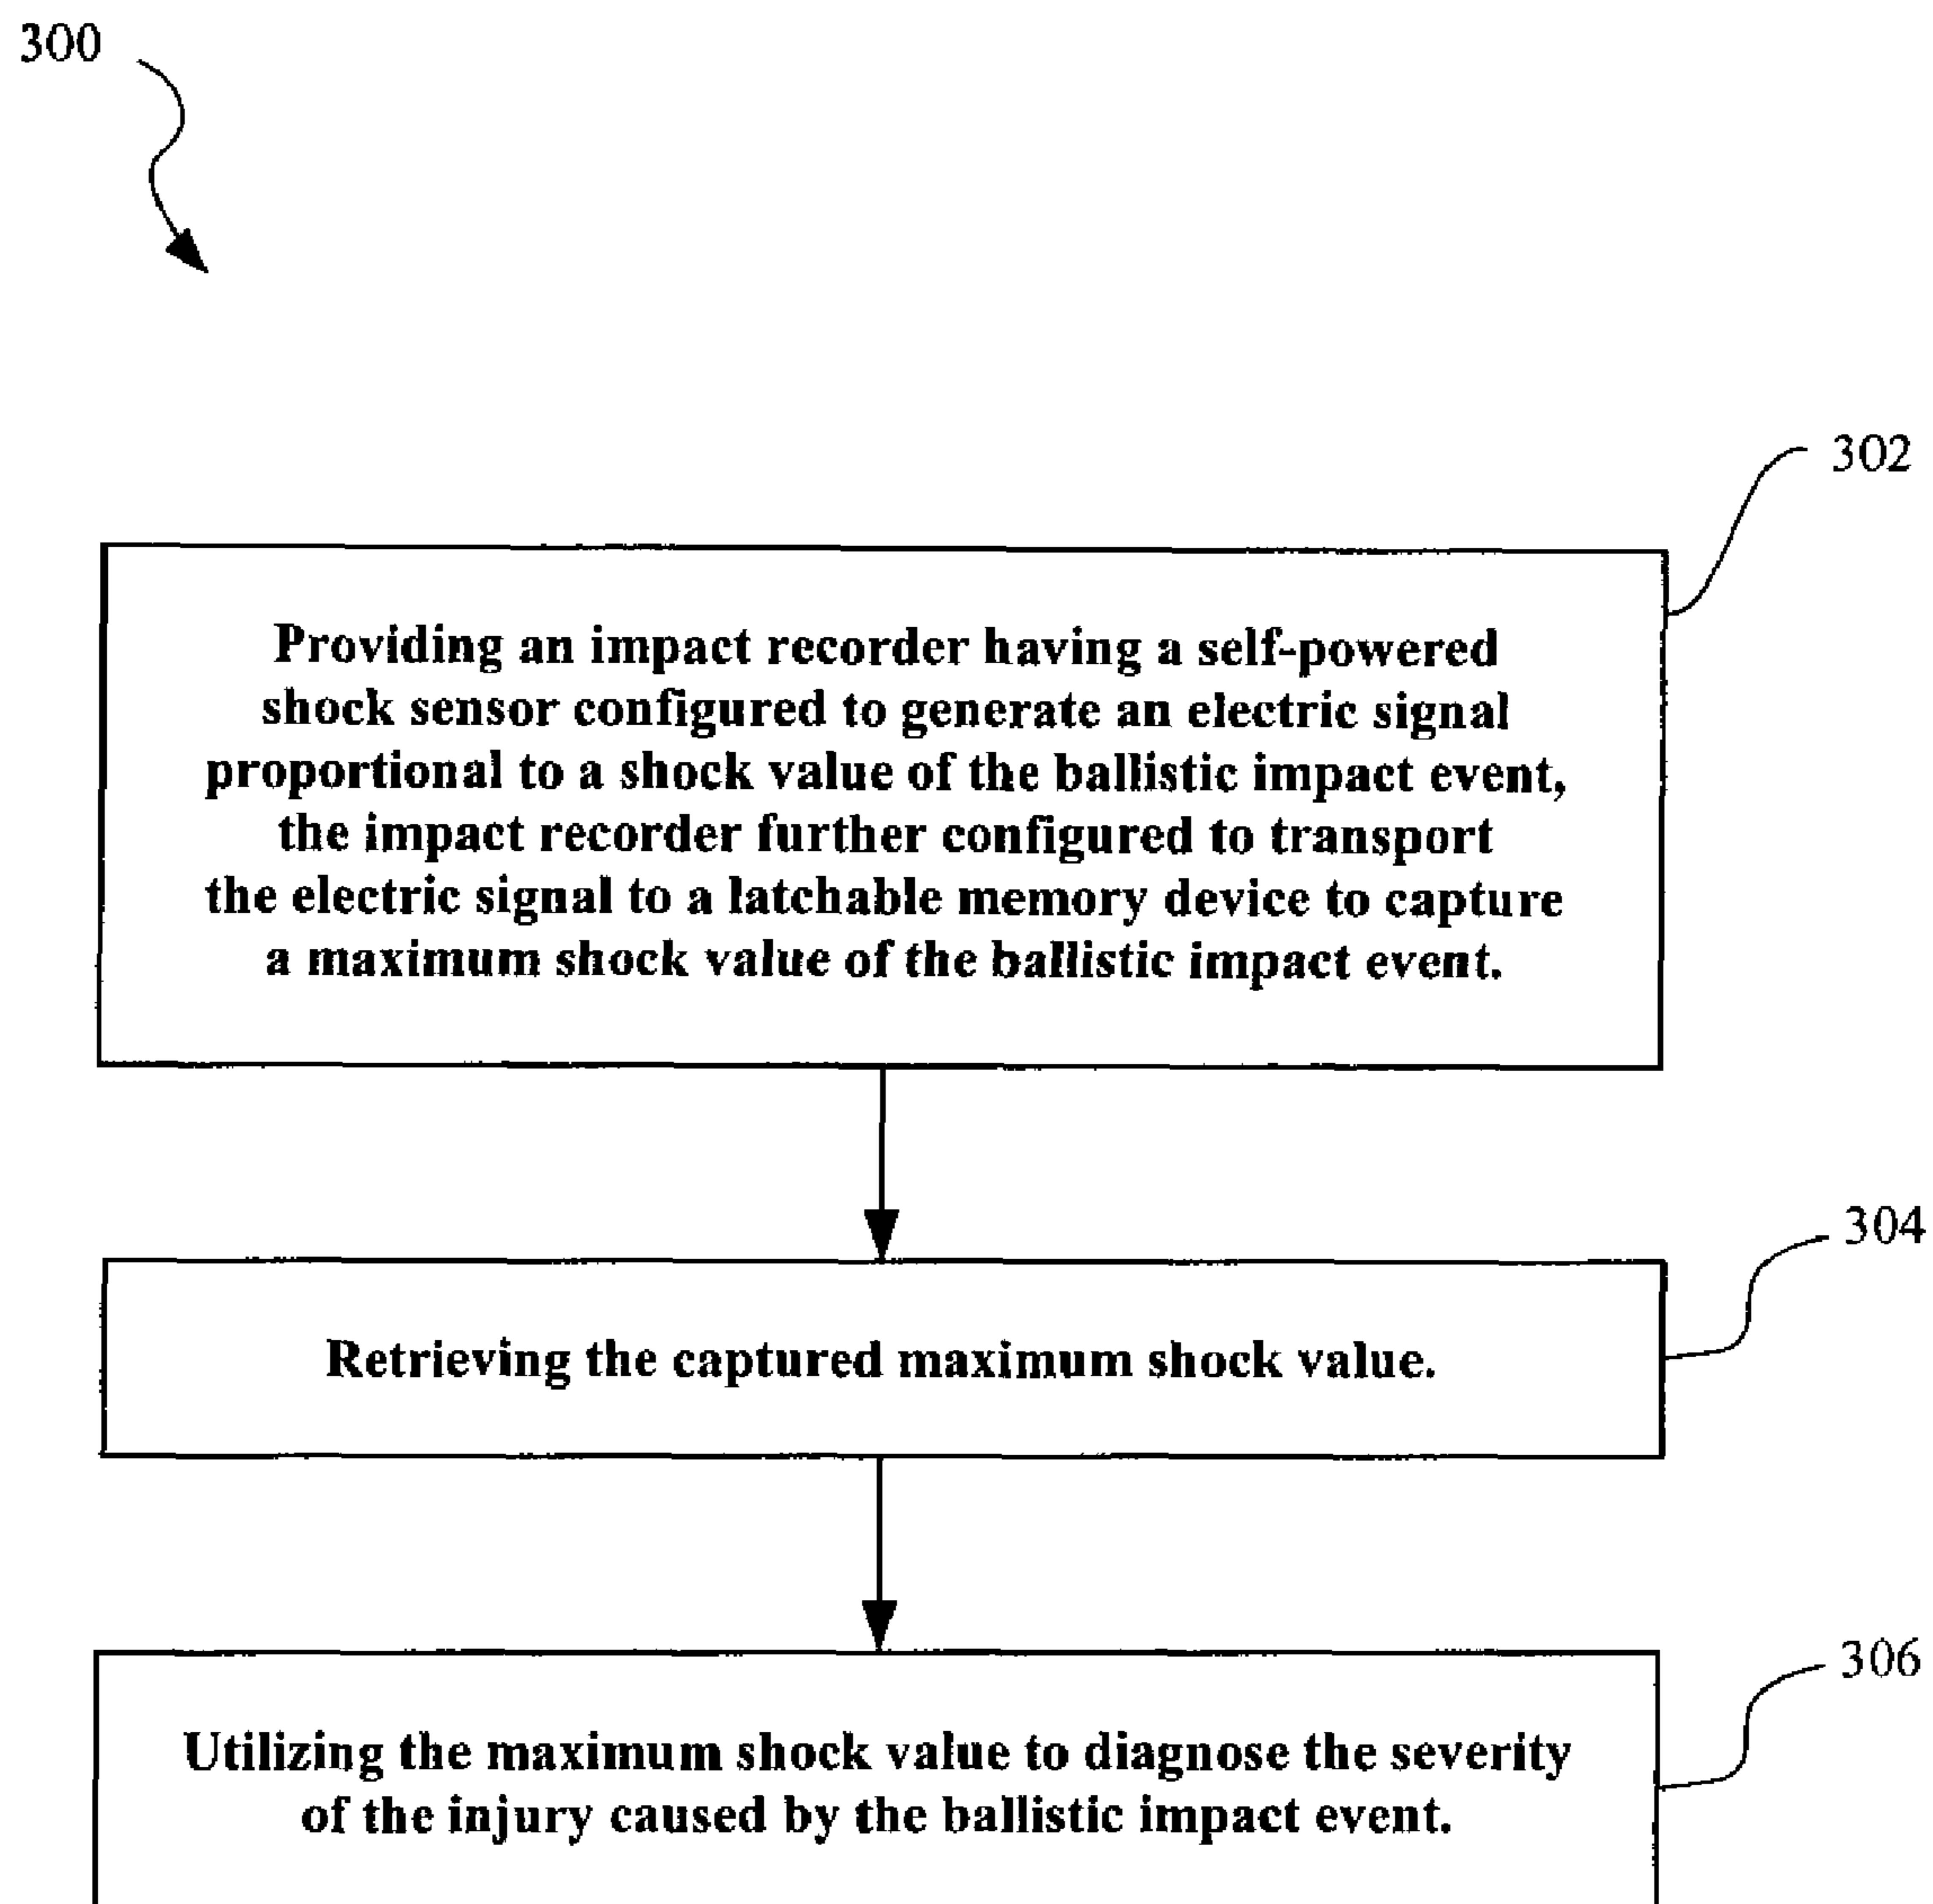 300
302
Providing an impact recorder having a self-powered
shock sensor configured to generate an electric signal
proportional to a shock value of the ballistic impact event,
the impact recorder further configured to transport
the electric signal to a latchable memory device to capture
a maximum shock value of the ballistic impact event.
304
Retrieving the captured maximum shock value.
306
Utilizing the maximum shock value to diagnose the severity
of the injury caused by the ballistic impact event.